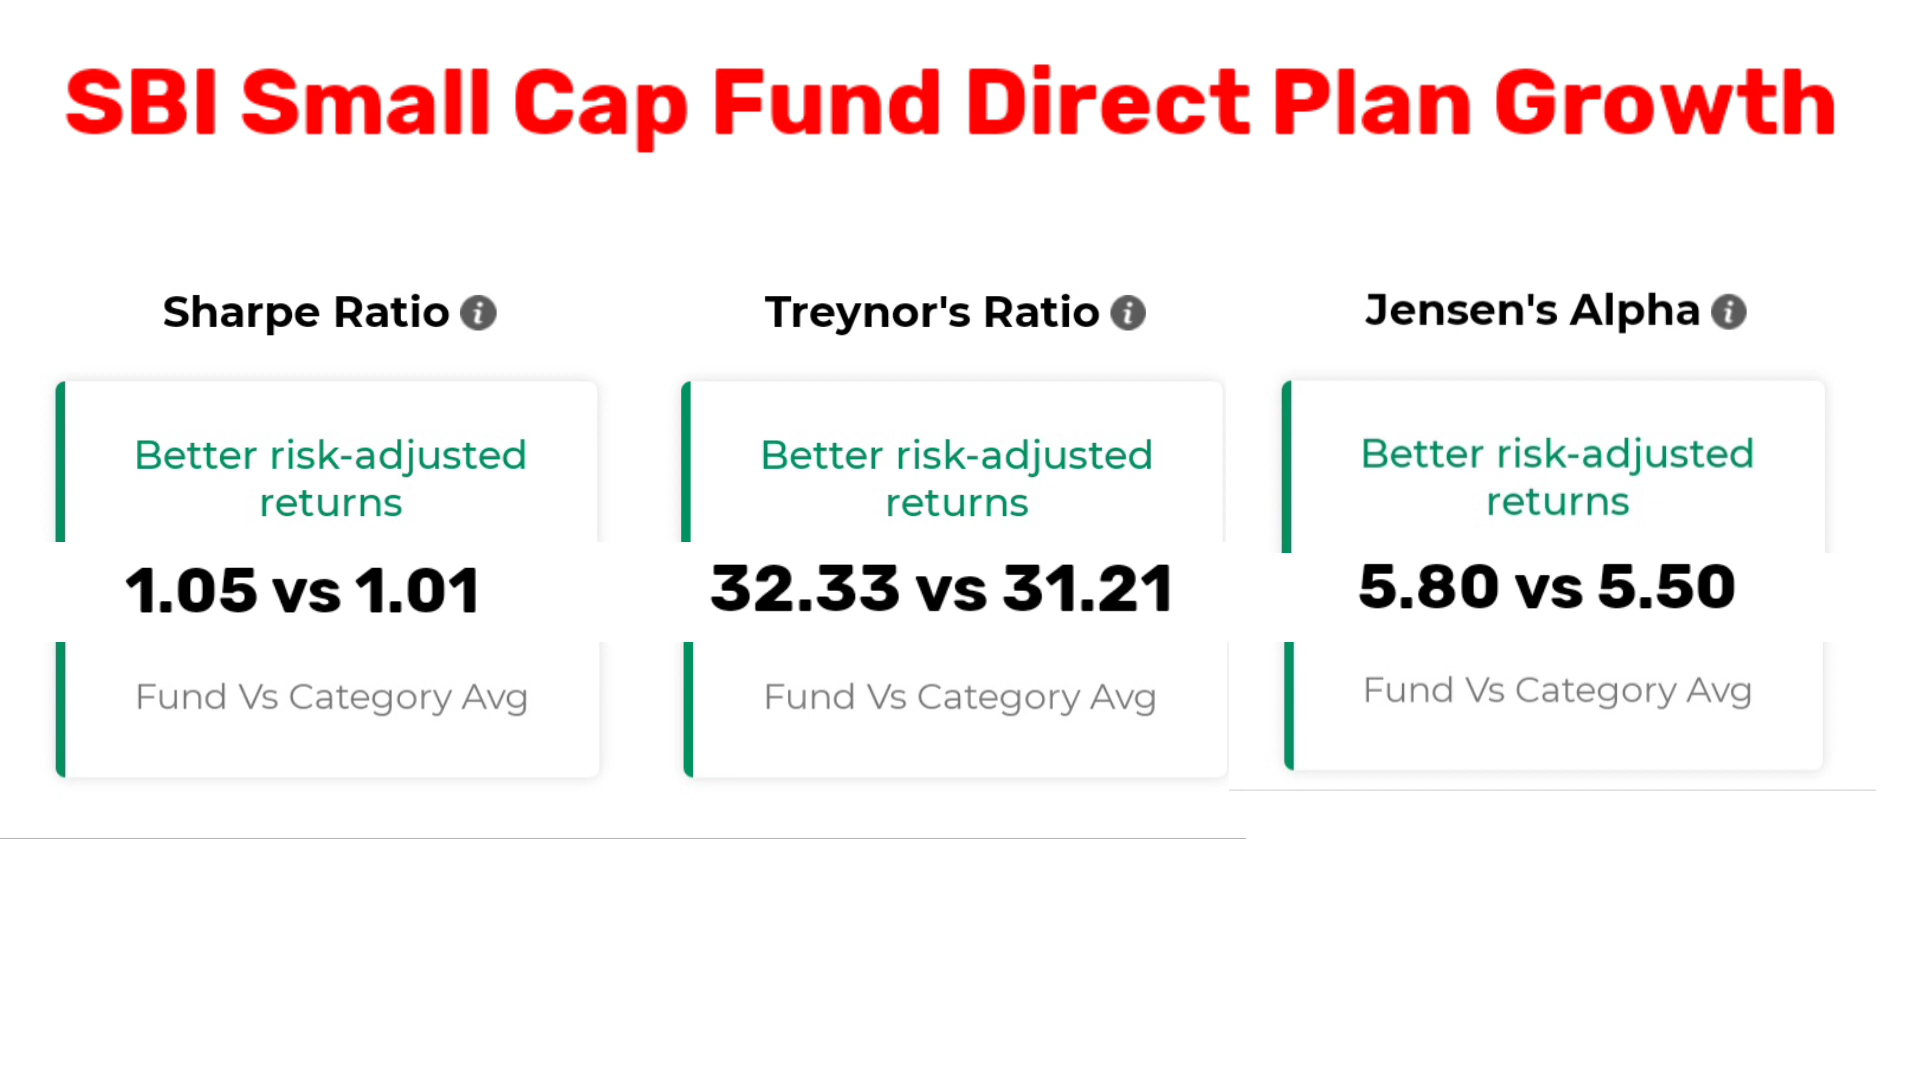 SBI Small Cap Fund Direct Plan Growth
Sharpe Ratio
Better risk-adjusted
returns
1.05 vs 1.01
Fund Vs Category Avg
Treynor's Ratio
Better risk-adjusted
returns
32.33 vs 31.21
Fund Vs Category Avg
Jensen's Alpha
Better risk-adjusted
returns
5.80 vs 5.50
Fund Vs Category Avg